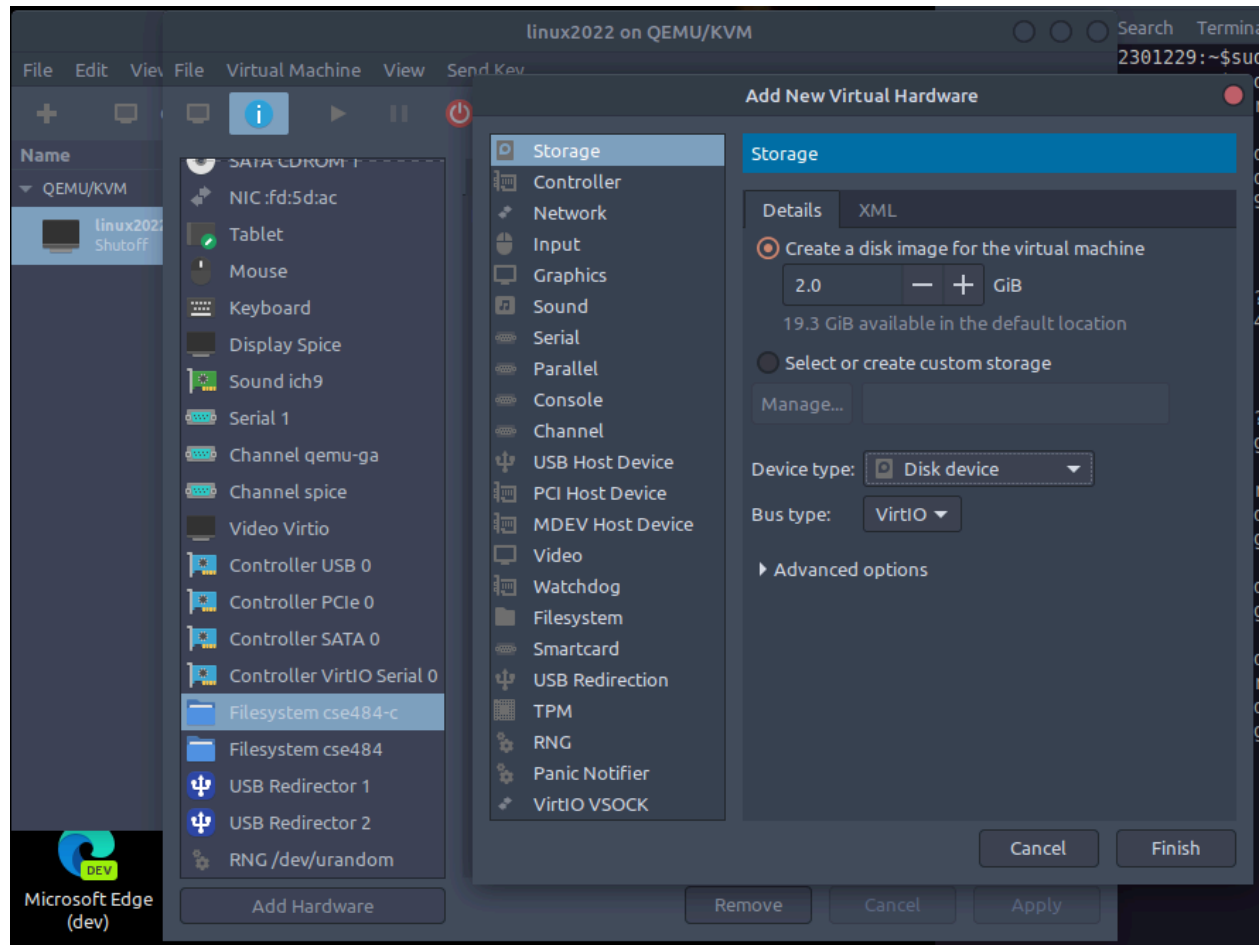 linux2022 on QEMU/KVM
Search Termina
File Edit View
File Virtual Machine View Send Key
2301229:~$suc
Name
QEMU/KVM
linux2022
Shutoff
SATA CDROM 1
NIC :fd:5d:ac
Tablet
Mouse
Keyboard
Display Spice
Sound ich9
Serial 1
Channel qemu-ga
Channel spice
Video Virtio
Controller USB 0
Controller PCIe 0
Controller SATA 0
Controller VirtIO Serial 0
Filesystem cse484-c
Filesystem cse484
USB Redirector 1
USB Redirector 2
RNG /dev/urandom
Add Hardware
Add New Virtual Hardware
Storage
Controller
Network
Input
Graphics
Sound
Serial
Parallel
Console
Channel
USB Host Device
PCI Host Device
MDEV Host Device
Video
Watchdog
Filesystem
Smartcard
USB Redirection
TPM
RNG
Panic Notifier
VirtIO VSOCK
Storage
Details XML
Create a disk image for the virtual machine
2.0 GiB
19.3 GiB available in the default location
Select or create custom storage
Manage...
Device type: Disk device
Bus type: VirtIO
Advanced options
Cancel Finish
Remove Cancel Apply
DEV
Microsoft Edge
(dev)